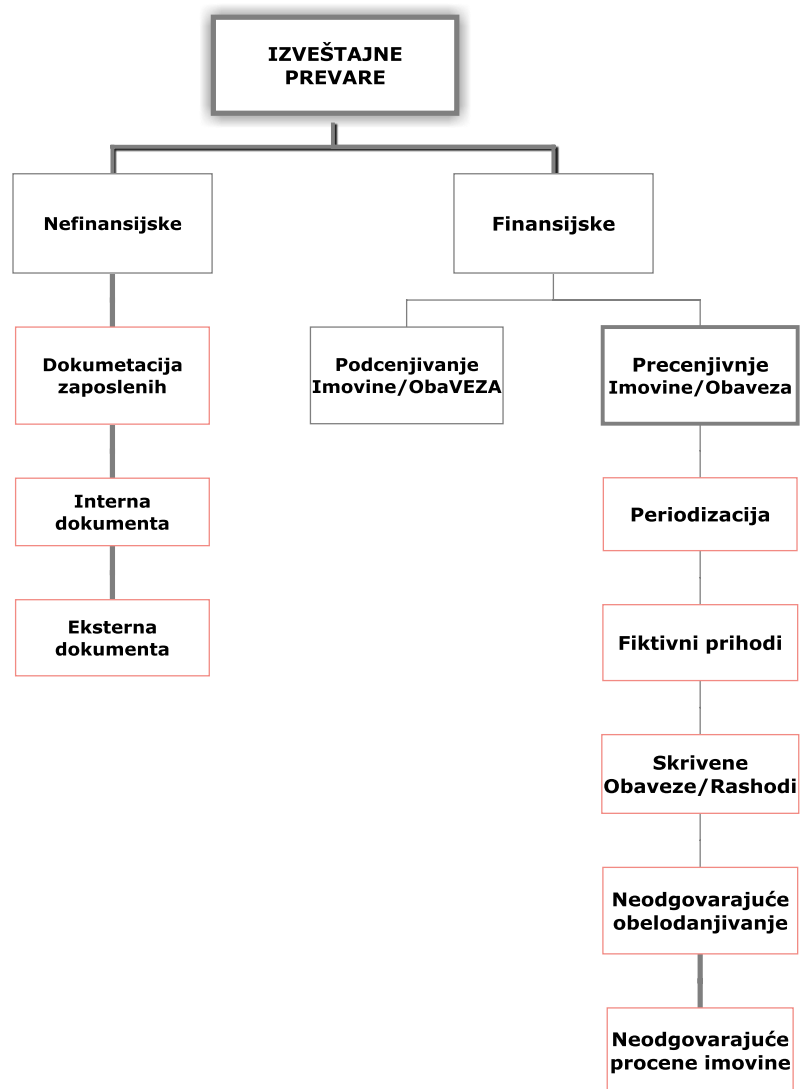 IZVEŠTAJNE
PREVARE
Nefinansijske
Finansijske
Dokumetacija
zaposlenih
Podcenjivanje
Imovine/ObaVEZA
Precenjivnje
Imovine/Obaveza
Interna
dokumenta
Periodizacija
Eksterna
dokumenta
Fiktivni prihodi
Skrivene
Obaveze/Rashodi
Neodgovarajuće
obelodanjivanje
Neodgovarajuće
procene imovine